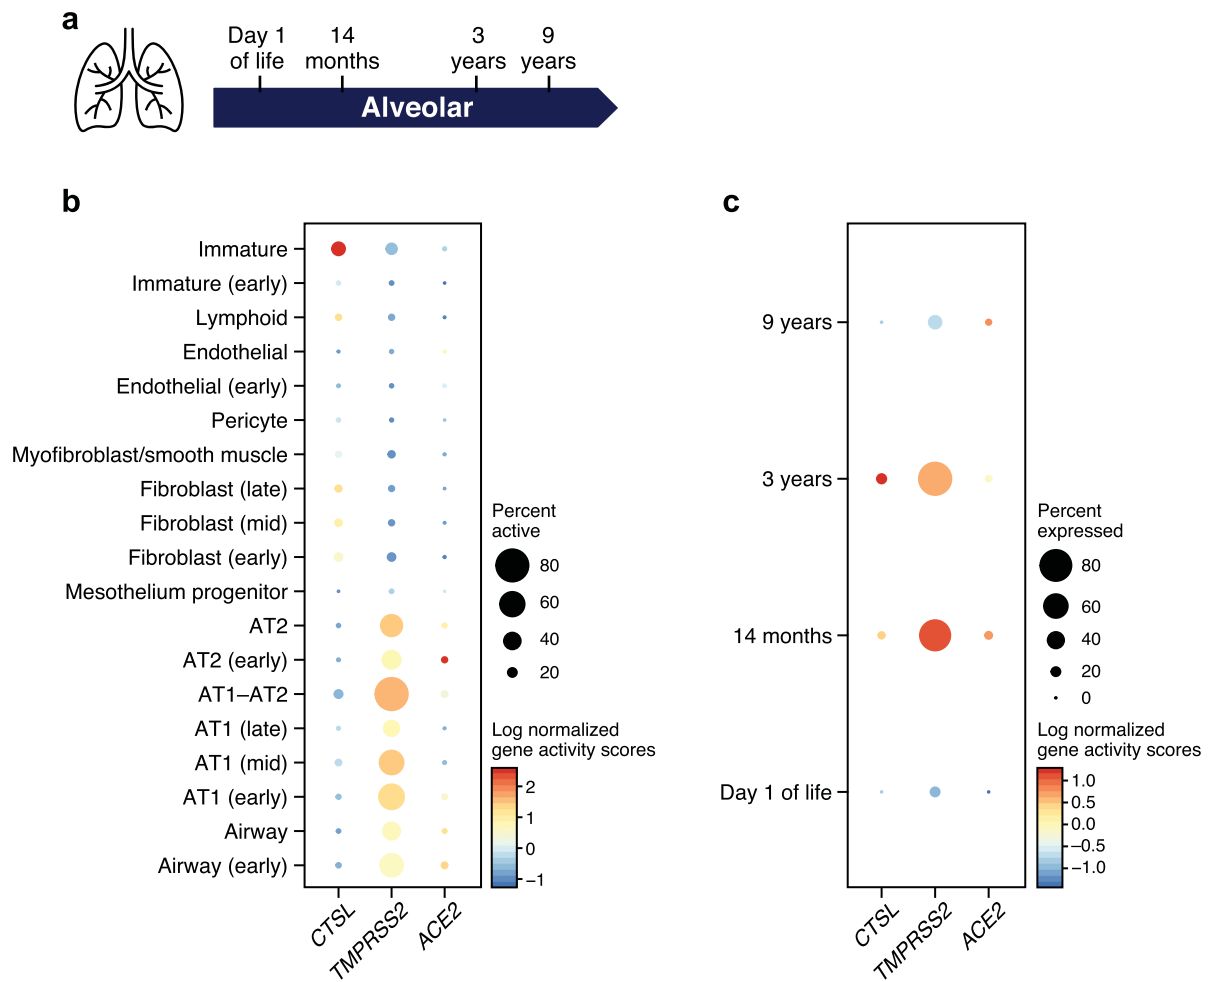 a
Day 1
of life
14
months
3
years
9
years
Alveolar
b
Immature
Immature (early)
Lymphoid
Endothelial
Endothelial (early)
Pericyte
Myofibroblast/smooth muscle
Fibroblast (late)
Fibroblast (mid)
Fibroblast (early)
Mesothelium progenitor
AT2
AT2 (early)
AT1–AT2
AT1 (late)
AT1 (mid)
AT1 (early)
Airway
Airway (early)
CTSL
TMPRSS2
ACE2
Percent
active
80
60
40
20
Log normalized
gene activity scores
2
1
0
−1
c
9 years
3 years
14 months
Day 1 of life
CTSL
TMPRSS2
ACE2
Percent
expressed
80
60
40
20
0
Log normalized
gene activity scores
1.0
0.5
0.0
−0.5
−1.0